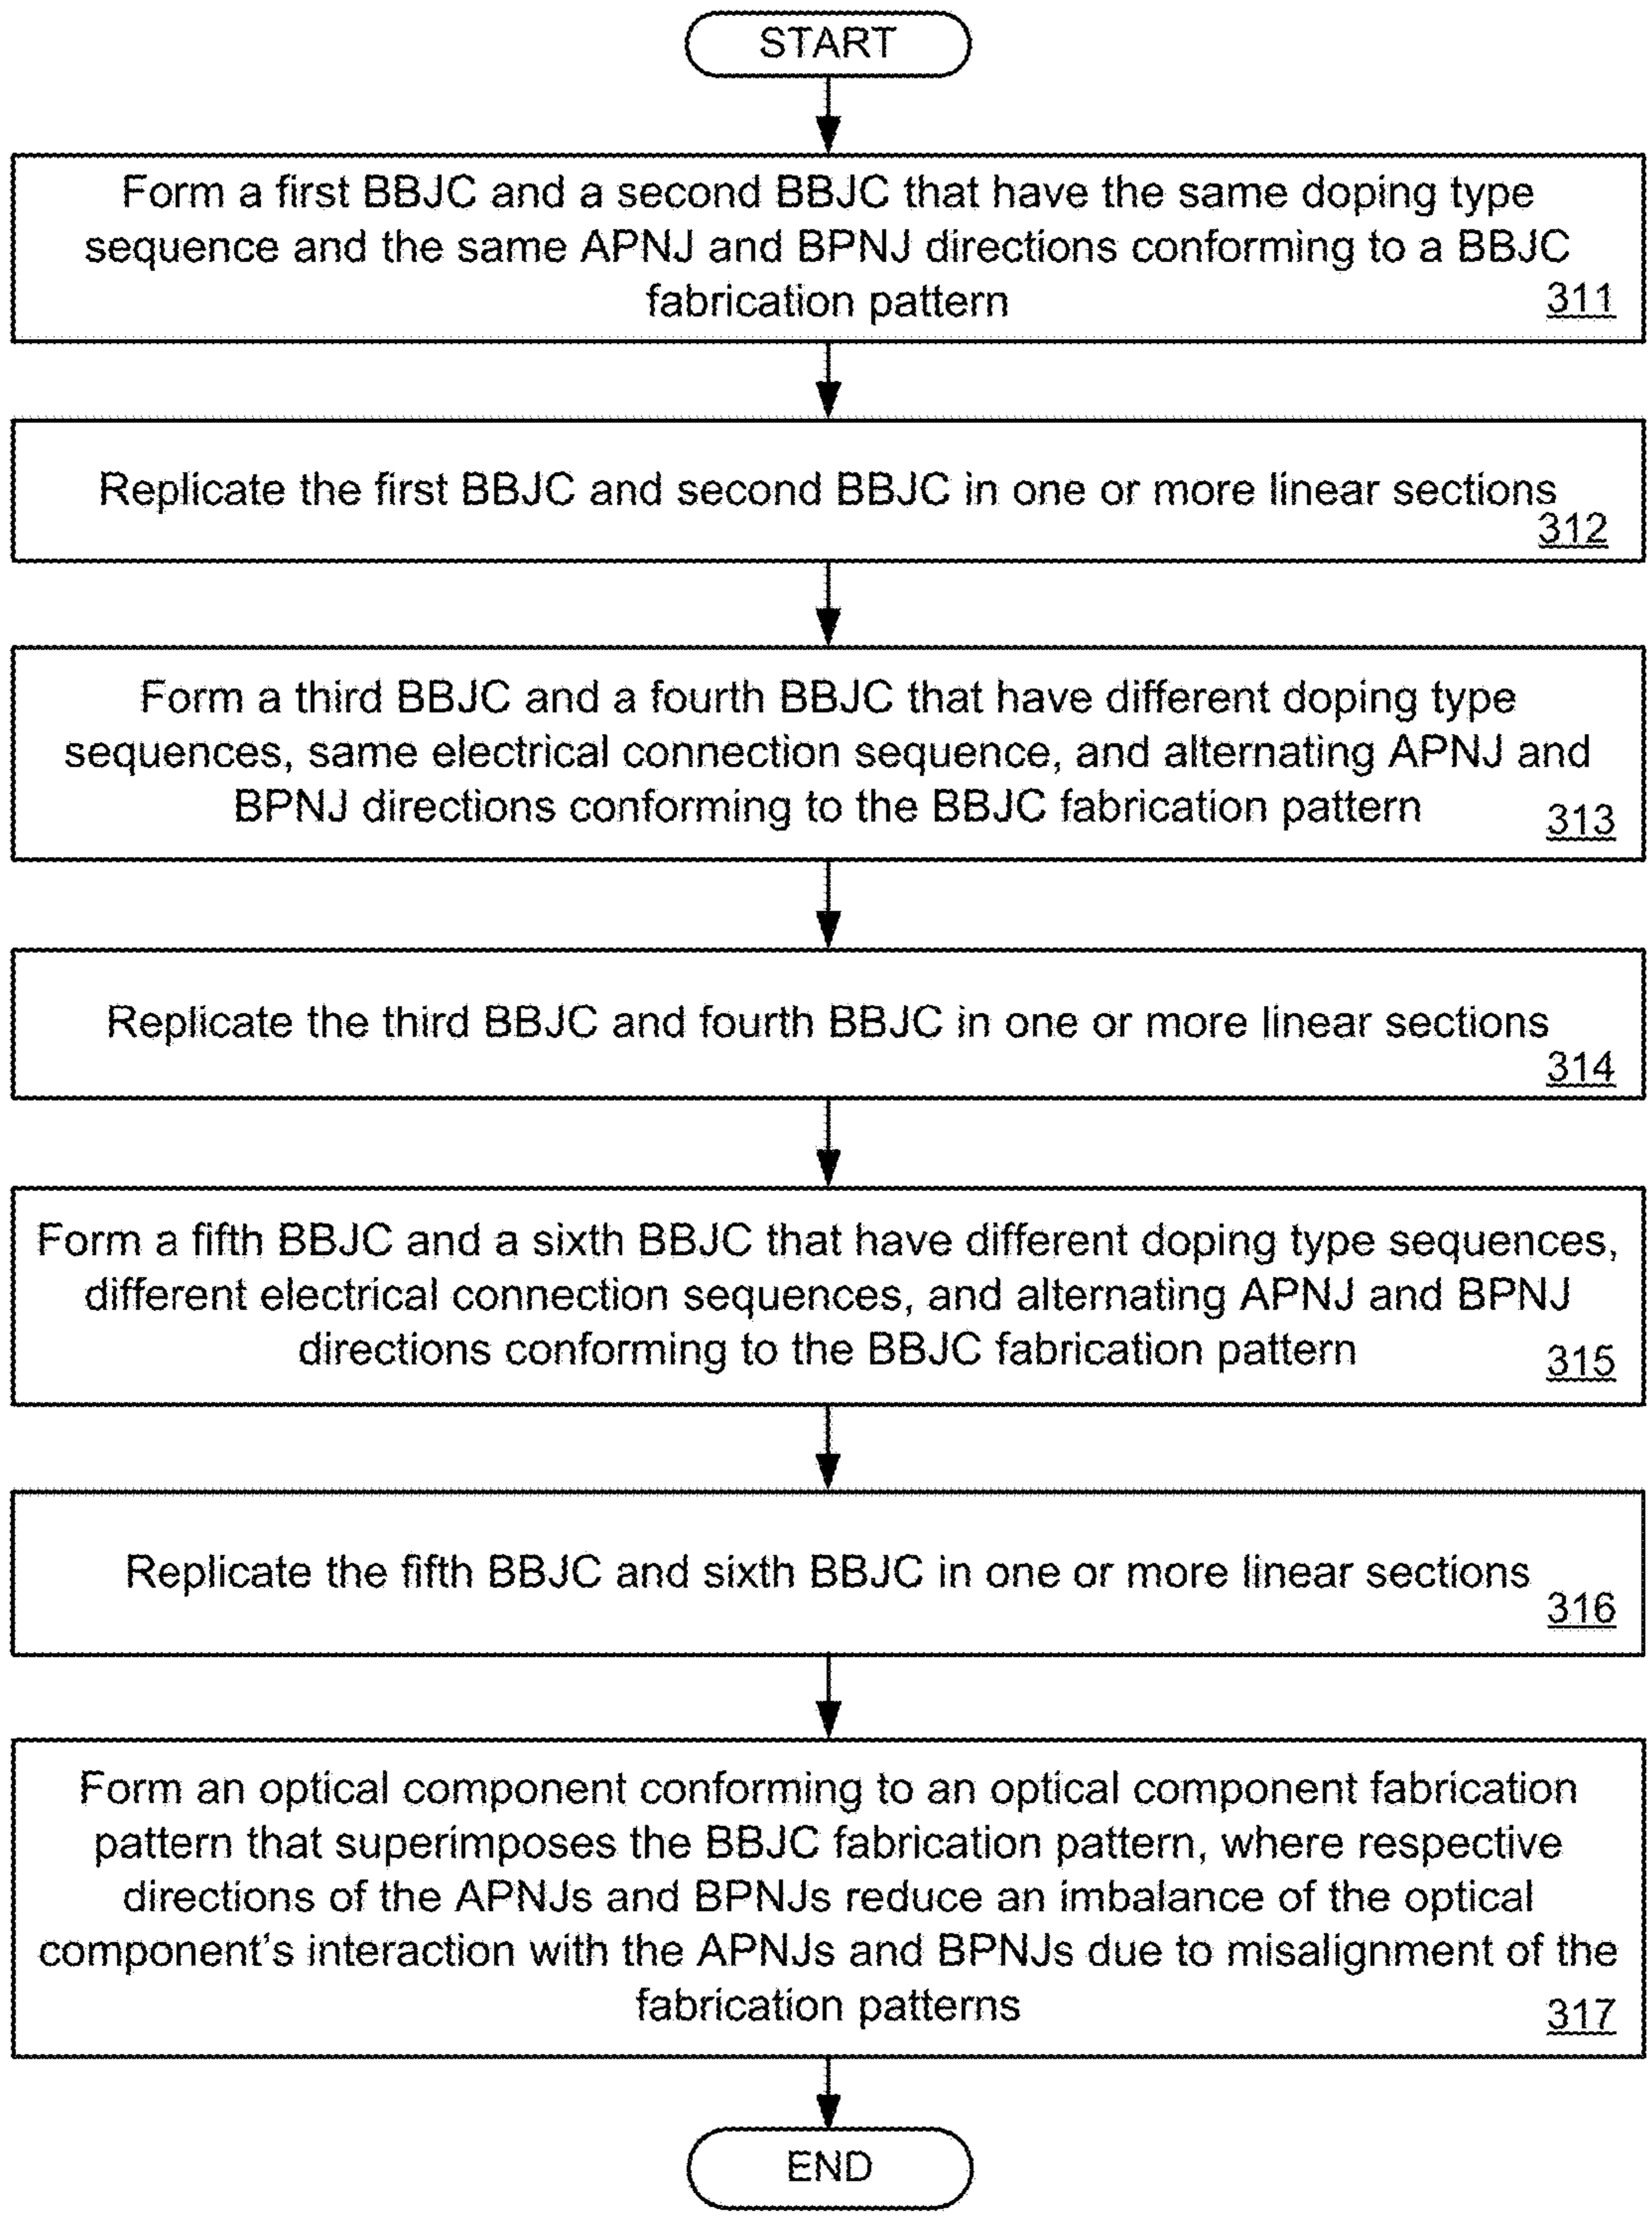 START
Form a first BBJC and a second BBJC that have the same doping type
sequence and the same APNJ and BPNJ directions conforming to a BBJC
fabrication pattern
311
Replicate the first BBJC and second BBJC in one or more linear sections
312
Form a third BBJC and a fourth BBJC that have different doping type
sequences, same electrical connection sequence, and alternating APNJ and
BPNJ directions conforming to the BBJC fabrication pattern
313
Replicate the third BBJC and fourth BBJC in one or more linear sections
314
Form a fifth BBJC and a sixth BBJC that have different doping type sequences,
different electrical connection sequences, and alternating APNJ and BPNJ
directions conforming to the BBJC fabrication pattern
315
Replicate the fifth BBJC and sixth BBJC in one or more linear sections
316
Form an optical component conforming to an optical component fabrication
pattern that superimposes the BBJC fabrication pattern, where respective
directions of the APNJs and BPNJs reduce an imbalance of the optical
component's interaction with the APNJs and BPNJs due to misalignment of the
fabrication patterns
317
END